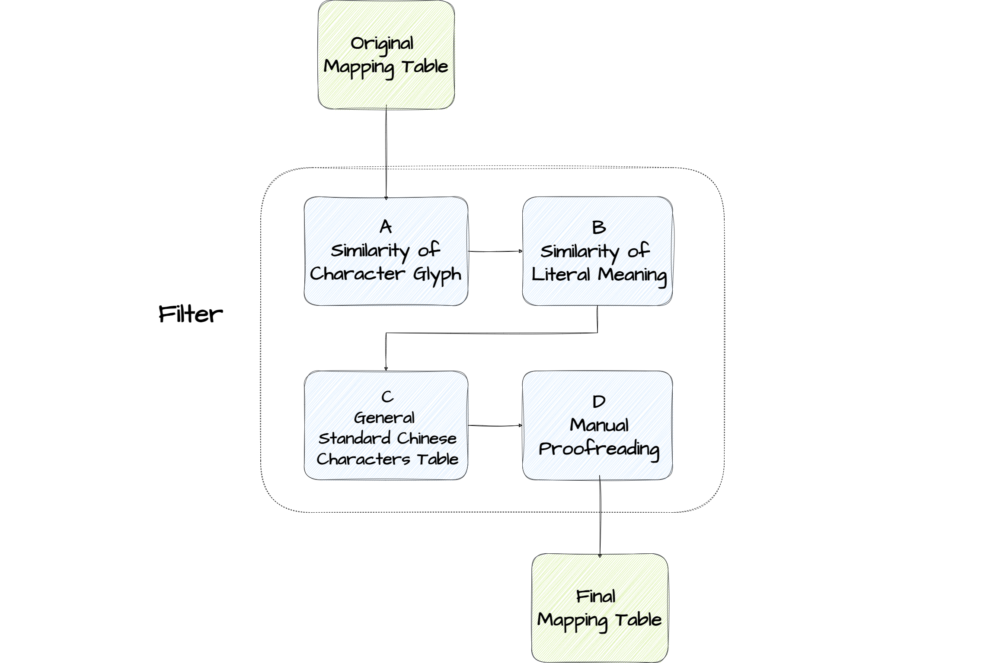 Original
Mapping Table
A
Similarity of
Character Glyph
B
Similarity of
Literal Meaning
Filter
C
General
Standard Chinese
Characters Table
D
Manual
Proofreading
Final
Mapping Table